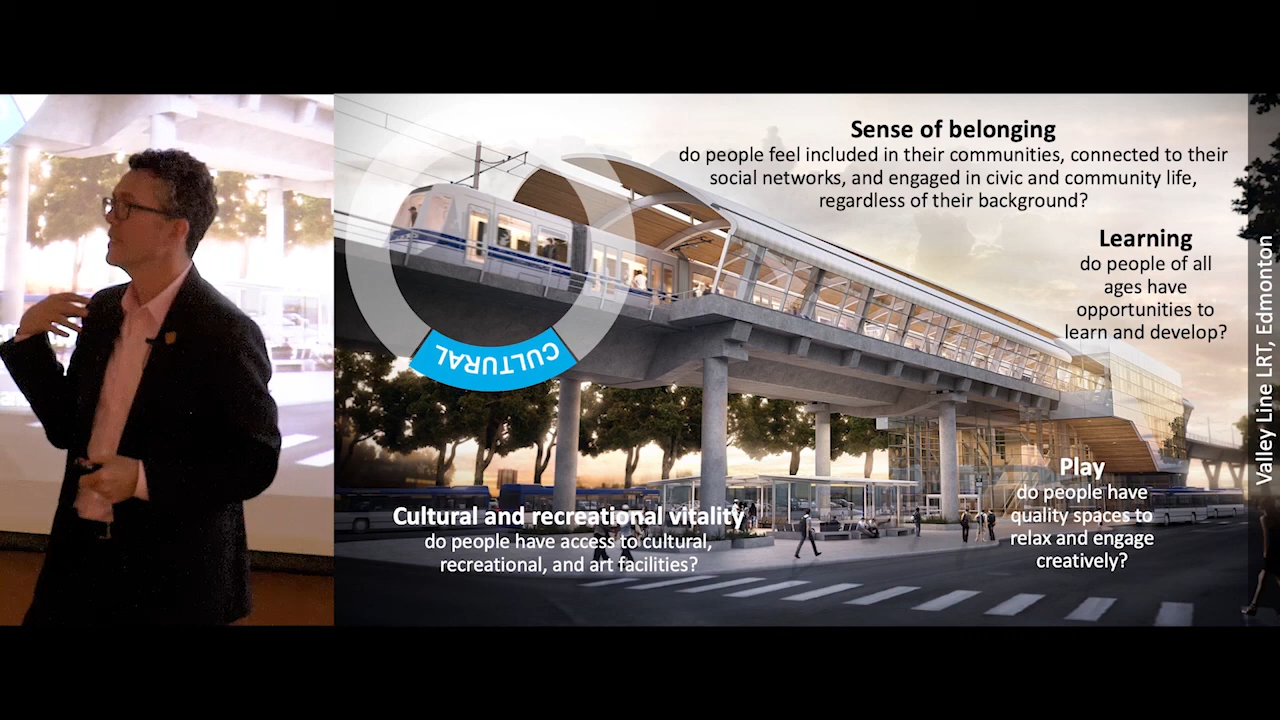 Sense of belonging
do people feel included in their communities, connected to their
social networks, and engaged in civic and community life,
regardless of their background?
Learning
do people of all
ages have
opportunities to
learn and develop?
CULTURAL
Play
do people have
quality spaces to
relax and engage
creatively?
Cultural and recreational vitality
do people have access to cultural,
recreational, and art facilities?
Valley Line LRT, Edmonton